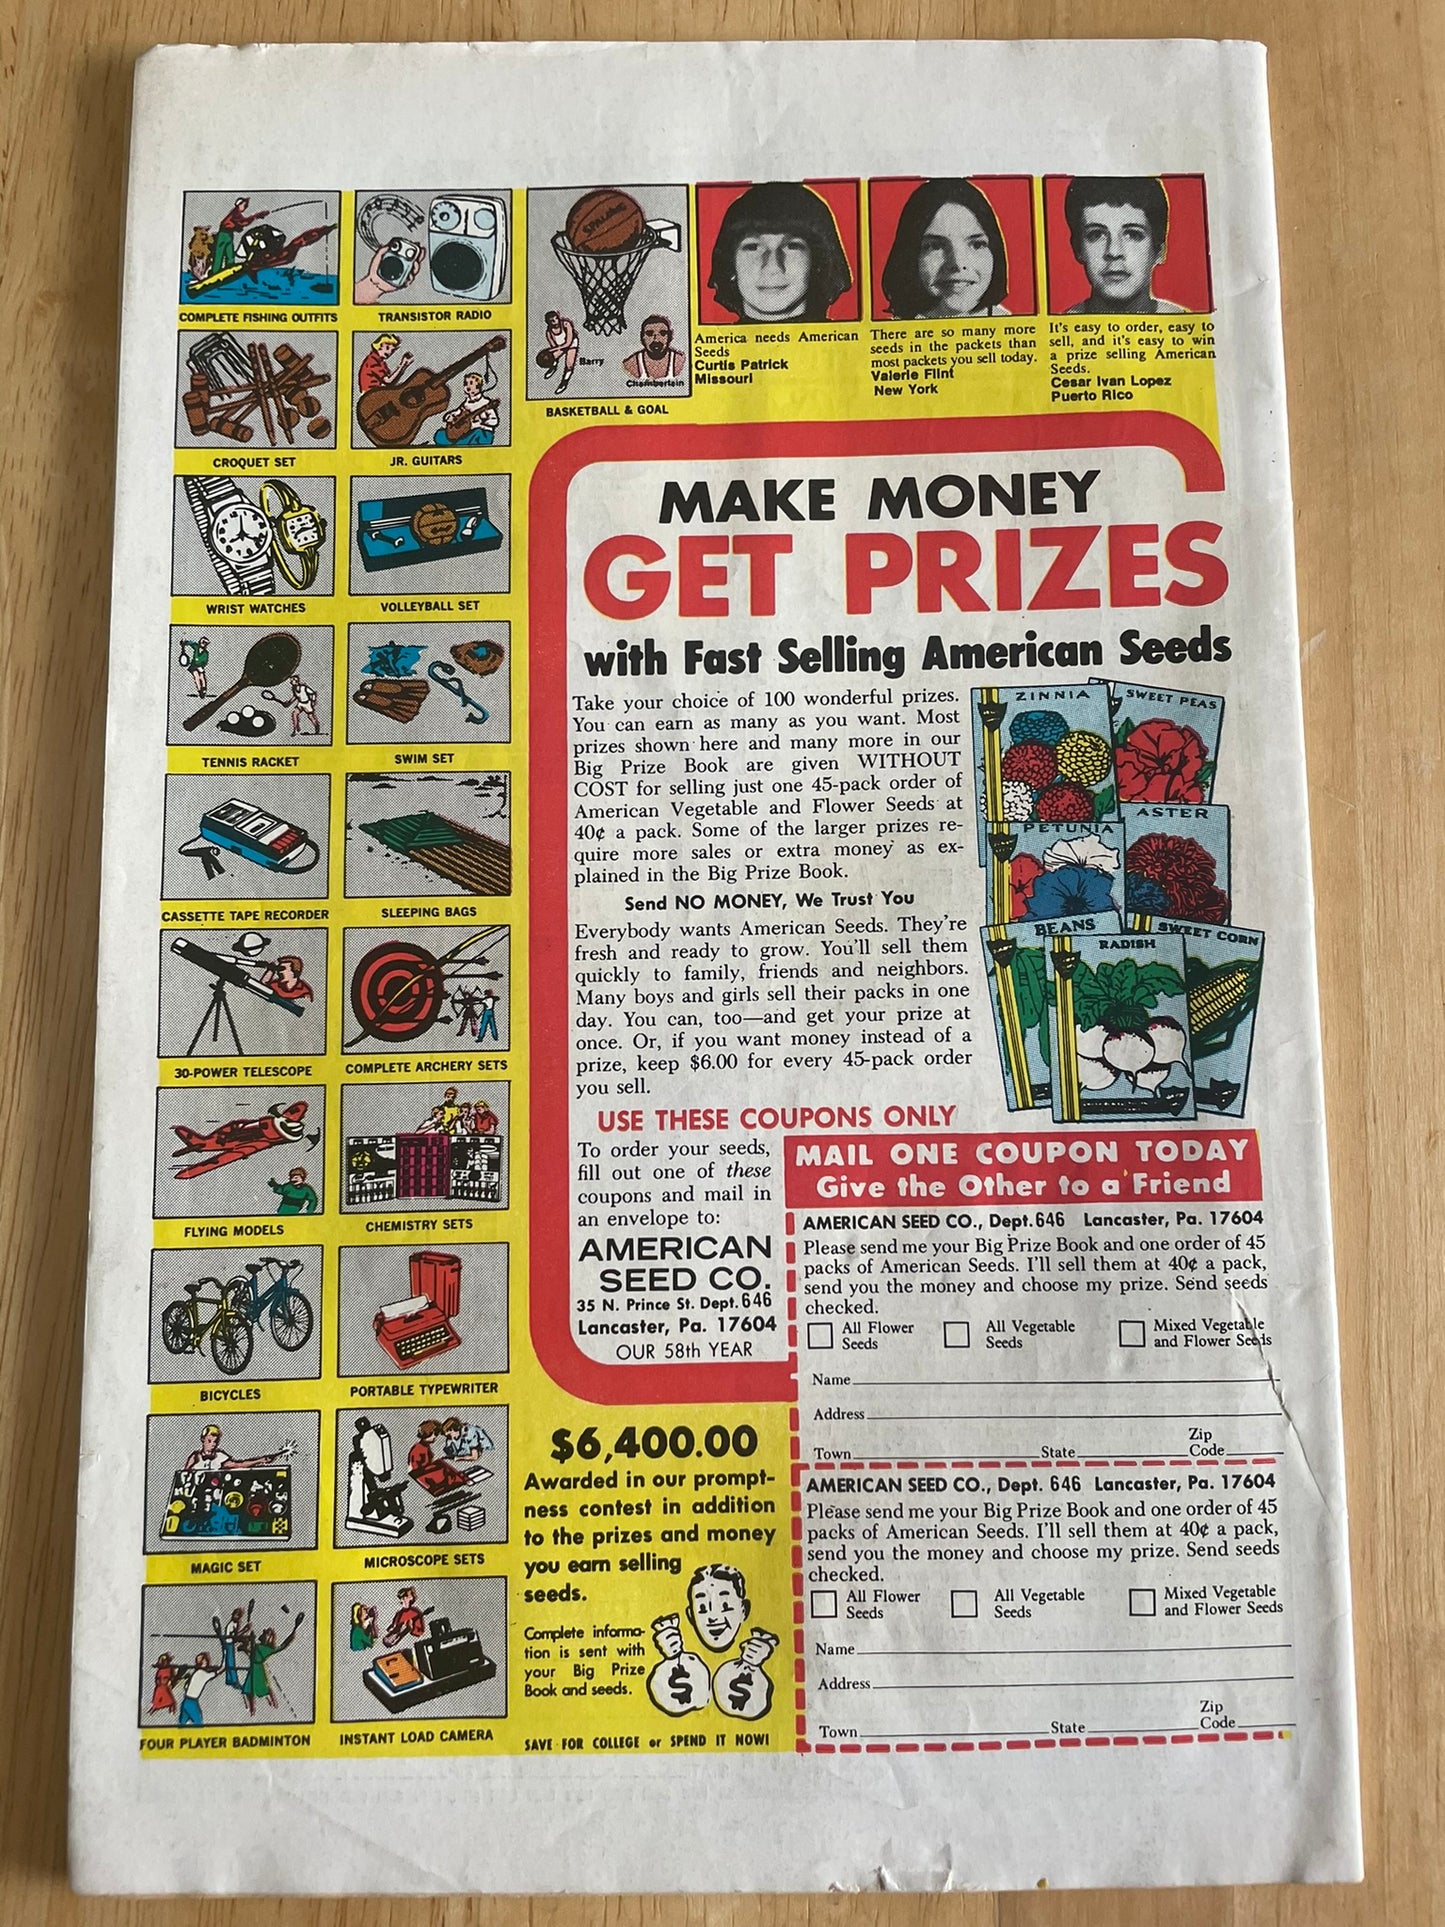 COMPLETE FISHING OUTFITS
TRANSISTOR RADIO
SPALDING
Barry
Chamberlain
BASKETBALL & GOAL
America needs American
Seeds
Curtis Patrick
Missouri
There are so many more
seeds in the packets than
most packets you sell today.
Valerie Flint
New York
It's easy to order, easy to
sell, and it's easy to win
a prize selling American
Seeds.
Cesar Ivan Lopez
Puerto Rico
CROQUET SET
JR. GUITARS
WRIST WATCHES
VOLLEYBALL SET
TENNIS RACKET
SWIM SET
CASSETTE TAPE RECORDER
SLEEPING BAGS
30-POWER TELESCOPE
COMPLETE ARCHERY SETS
FLYING MODELS
CHEMISTRY SETS
BICYCLES
PORTABLE TYPEWRITER
MAGIC SET
MICROSCOPE SETS
FOUR PLAYER BADMINTON
INSTANT LOAD CAMERA
MAKE MONEY
GET PRIZES
with Fast Selling American Seeds
Take your choice of 100 wonderful prizes.
You can earn as many as you want. Most
prizes shown here and many more in our
Big Prize Book are given WITHOUT
COST for selling just one 45-pack order of
American Vegetable and Flower Seeds at
40¢ a pack. Some of the larger prizes re-
quire more sales or extra money as ex-
plained in the Big Prize Book.
Send NO MONEY, We Trust You
Everybody wants American Seeds. They're
fresh and ready to grow. You'll sell them
quickly to family, friends and neighbors.
Many boys and girls sell their packs in one
day. You can, too—and get your prize at
once. Or, if you want money instead of a
prize, keep $6.00 for every 45-pack order
you sell.
ZINNIA
SWEET PEAS
PETUNIA
ASTER
BEANS
RADISH
SWEET CORN
USE THESE COUPONS ONLY
To order your seeds,
fill out one of these
coupons and mail in
an envelope to:
AMERICAN
SEED CO.
35 N. Prince St. Dept. 646
Lancaster, Pa. 17604
OUR 58th YEAR
MAIL ONE COUPON TODAY
Give the Other to a Friend
AMERICAN SEED CO., Dept. 646 Lancaster, Pa. 17604
Please send me your Big Prize Book and one order of 45
packs of American Seeds. I'll sell them at 40¢ a pack,
send you the money and choose my prize. Send seeds
checked.
All Flower All Vegetable Mixed Vegetable
Seeds Seeds and Flower Seeds
Name
Address
Zip
Town State Code
AMERICAN SEED CO., Dept. 646 Lancaster, Pa. 17604
Please send me your Big Prize Book and one order of 45
packs of American Seeds. I'll sell them at 40¢ a pack,
send you the money and choose my prize. Send seeds
checked.
All Flower All Vegetable Mixed Vegetable
Seeds Seeds and Flower Seeds
Name
Address
Zip
Town State Code
$6,400.00
Awarded in our prompt-
ness contest in addition
to the prizes and money
you earn selling
seeds.
Complete informa-
tion is sent with
your Big Prize
Book and seeds.
$ $
SAVE FOR COLLEGE or SPEND IT NOW!